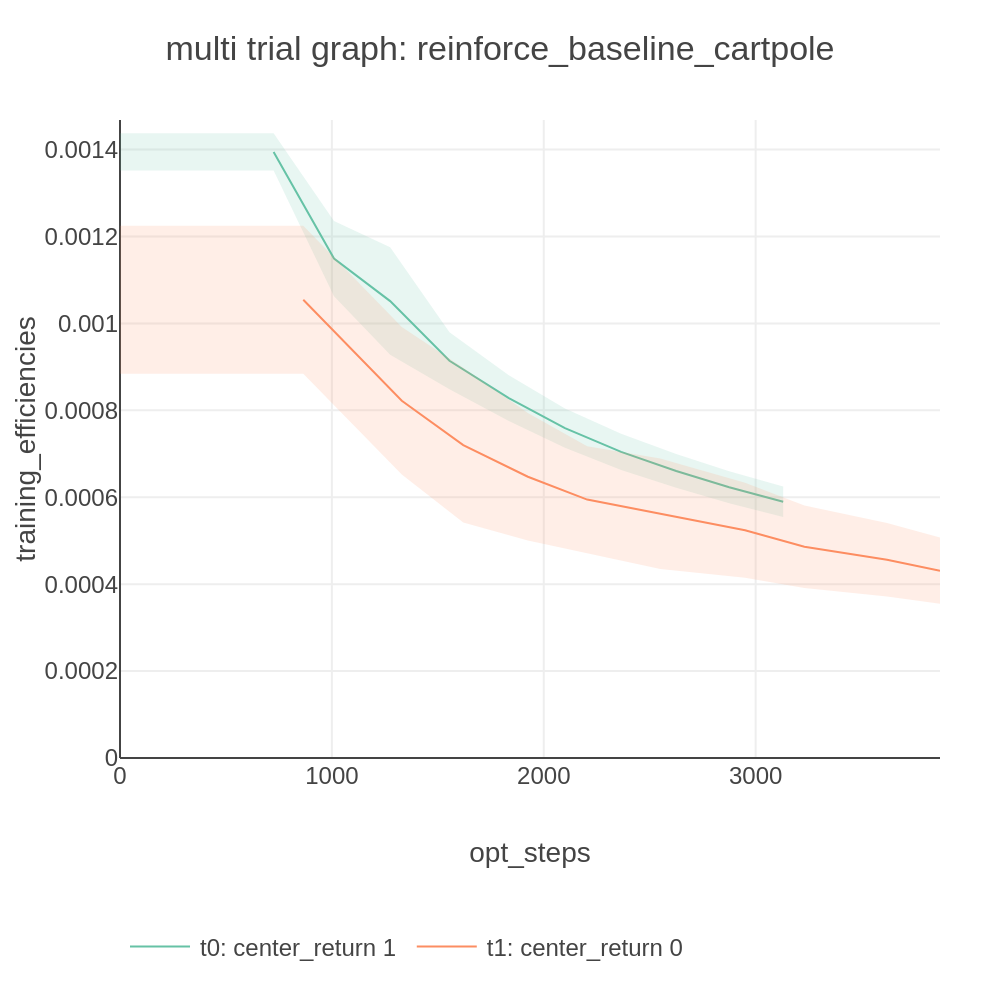 multi trial graph: reinforce_baseline_cartpole
0.0014
0.0012
0.001
0.0008
0.0006
0.0004
0.0002
0
training_efficiencies
0 1000 2000 3000
opt_steps
t0: center_return 1 t1: center_return 0